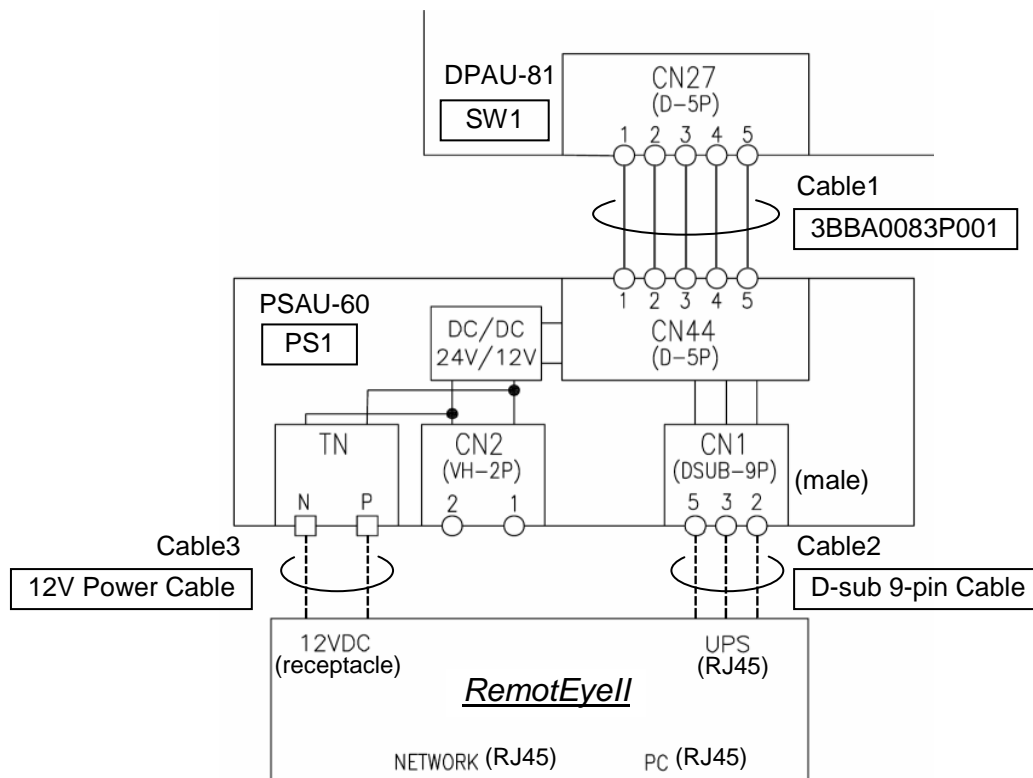 DPAU-81
SW1
CN27
(D-5P)
1 2 3 4 5
Cable1
3BBA0083P001
1 2 3 4 5
PSAU-60
PS1
DC/DC
24V/12V
CN44
(D-5P)
TN
CN2
(VH-2P)
CN1
(DSUB-9P)
(male)
N P
2 1
5 3 2
Cable3
12V Power Cable
Cable2
D-sub 9-pin Cable
12VDC
(receptacle)
UPS
(RJ45)
RemotEyeII
NETWORK (RJ45)
PC (RJ45)